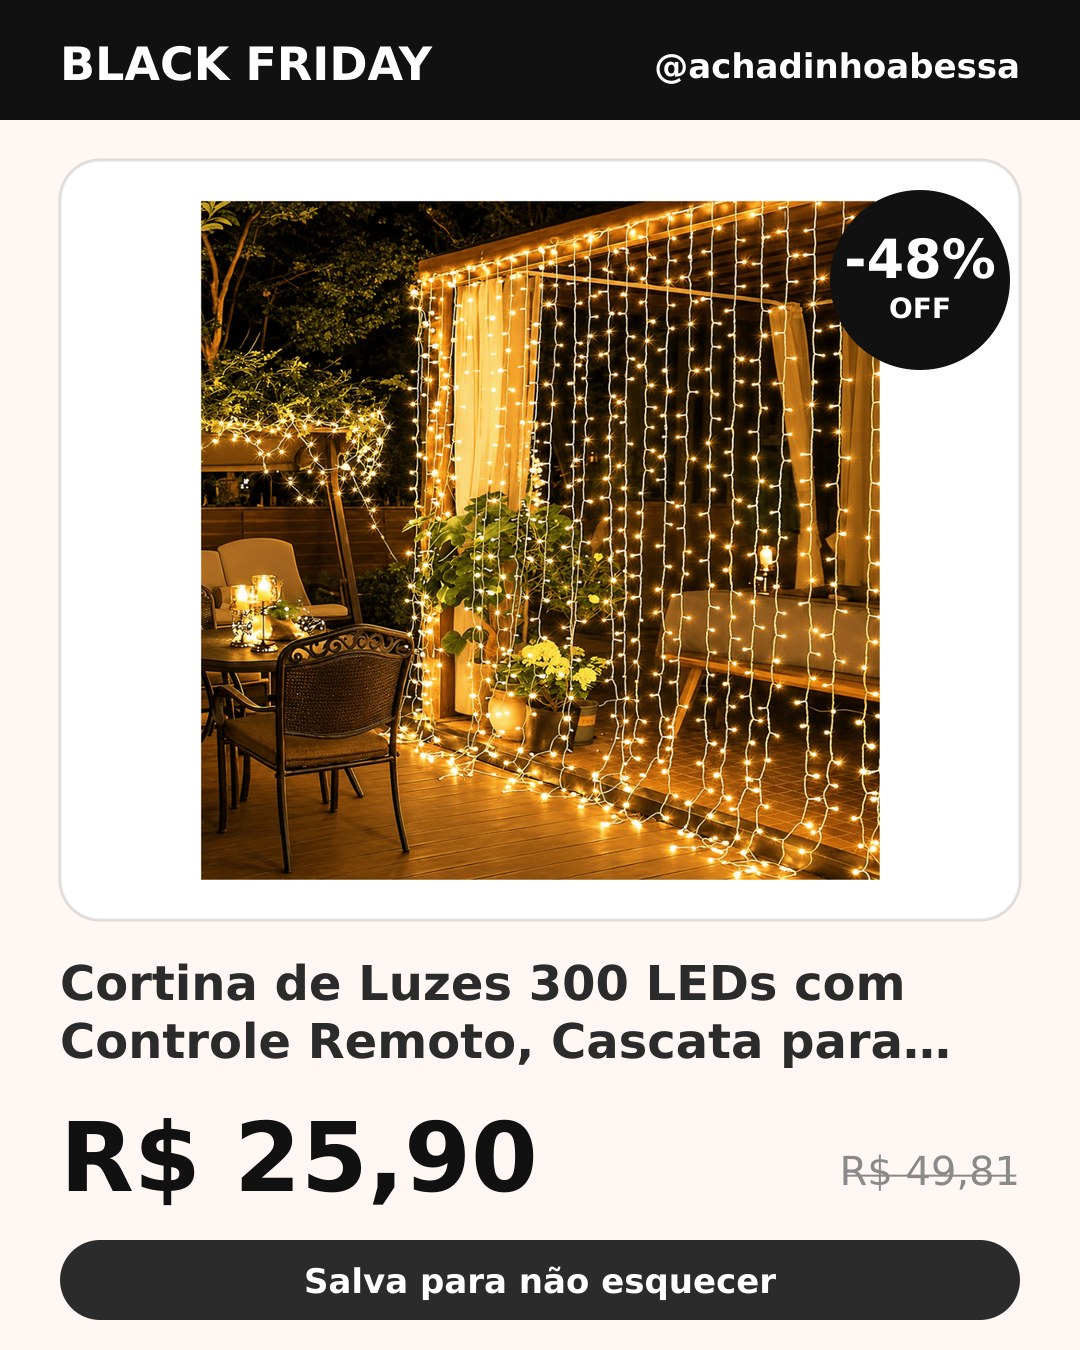 BLACK FRIDAY
@achadinhoabessa
-48%
OFF
Cortina de Luzes 300 LEDs com
Controle Remoto, Cascata para...
R$ 25,90
R$ 49,81
Salva para não esquecer